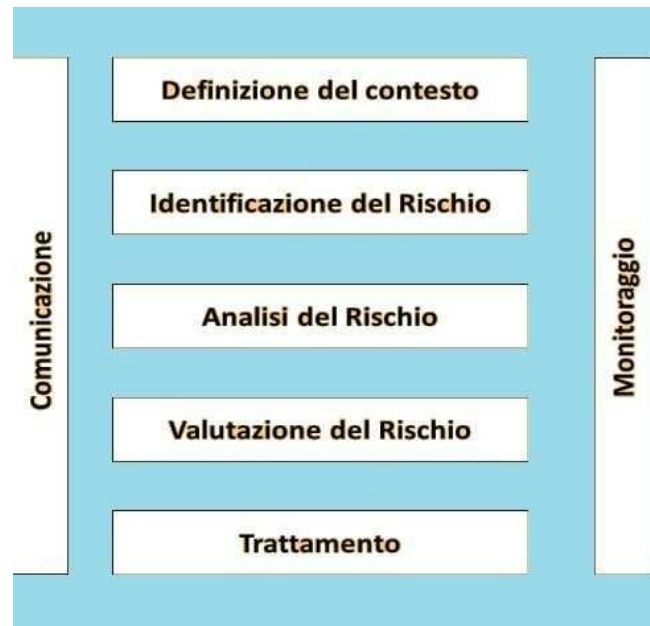 Definizione del contesto
Identificazione del Rischio
Analisi del Rischio
Valutazione del Rischio
Trattamento
Comunicazione
Monitoraggio